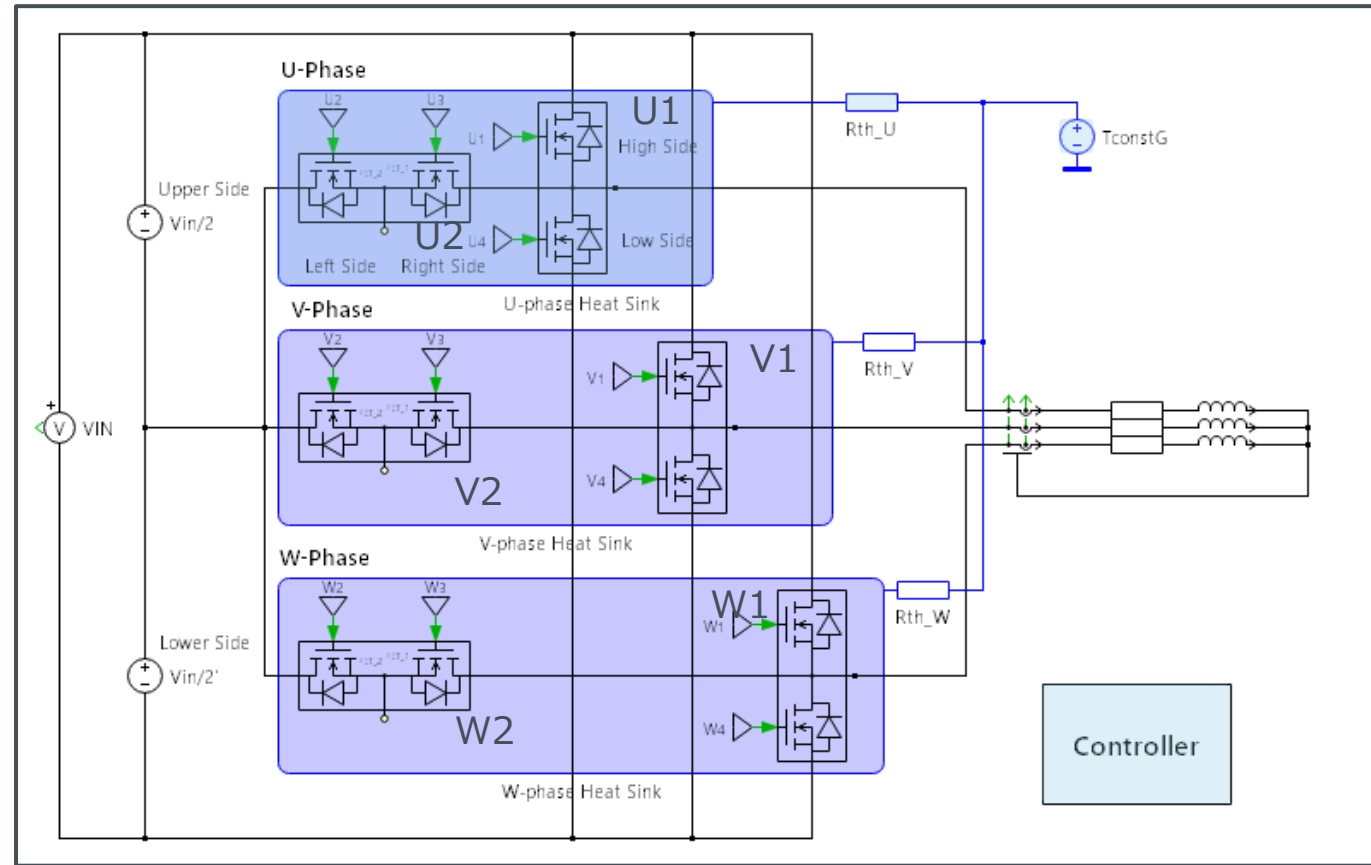 U-Phase
U2
U3
U1
U1
High Side
Rth_U
TconstG
Upper Side
Vin/2
U2
U4
Low Side
Left Side
Right Side
U-phase Heat Sink
V-Phase
V2
V3
V1
V1
Rth_V
VIN
V
V2
V4
V-phase Heat Sink
W-Phase
W2
W3
W1
W1
Rth_W
Lower Side
Vin/2'
W2
W4
Controller
W-phase Heat Sink